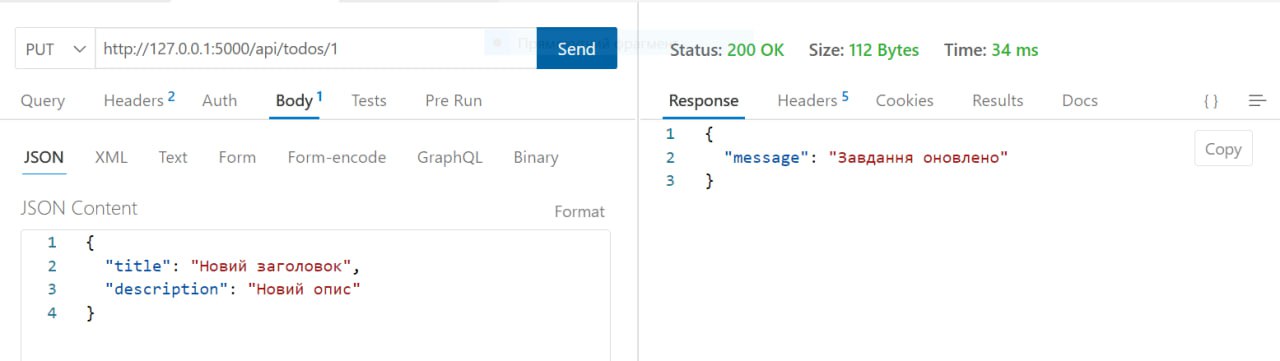 PUT http://127.0.0.1:5000/api/todos/1 Send
Status: 200 OK Size: 112 Bytes Time: 34 ms
Query Headers 2 Auth Body 1 Tests Pre Run
Response Headers 5 Cookies Results Docs { }
JSON XML Text Form Form-encode GraphQL Binary
JSON Content Format
1 {
2 "title": "Новий заголовок",
3 "description": "Новий опис"
4 }
1 {
2 "message": "Завдання оновлено"
3 }
Copy